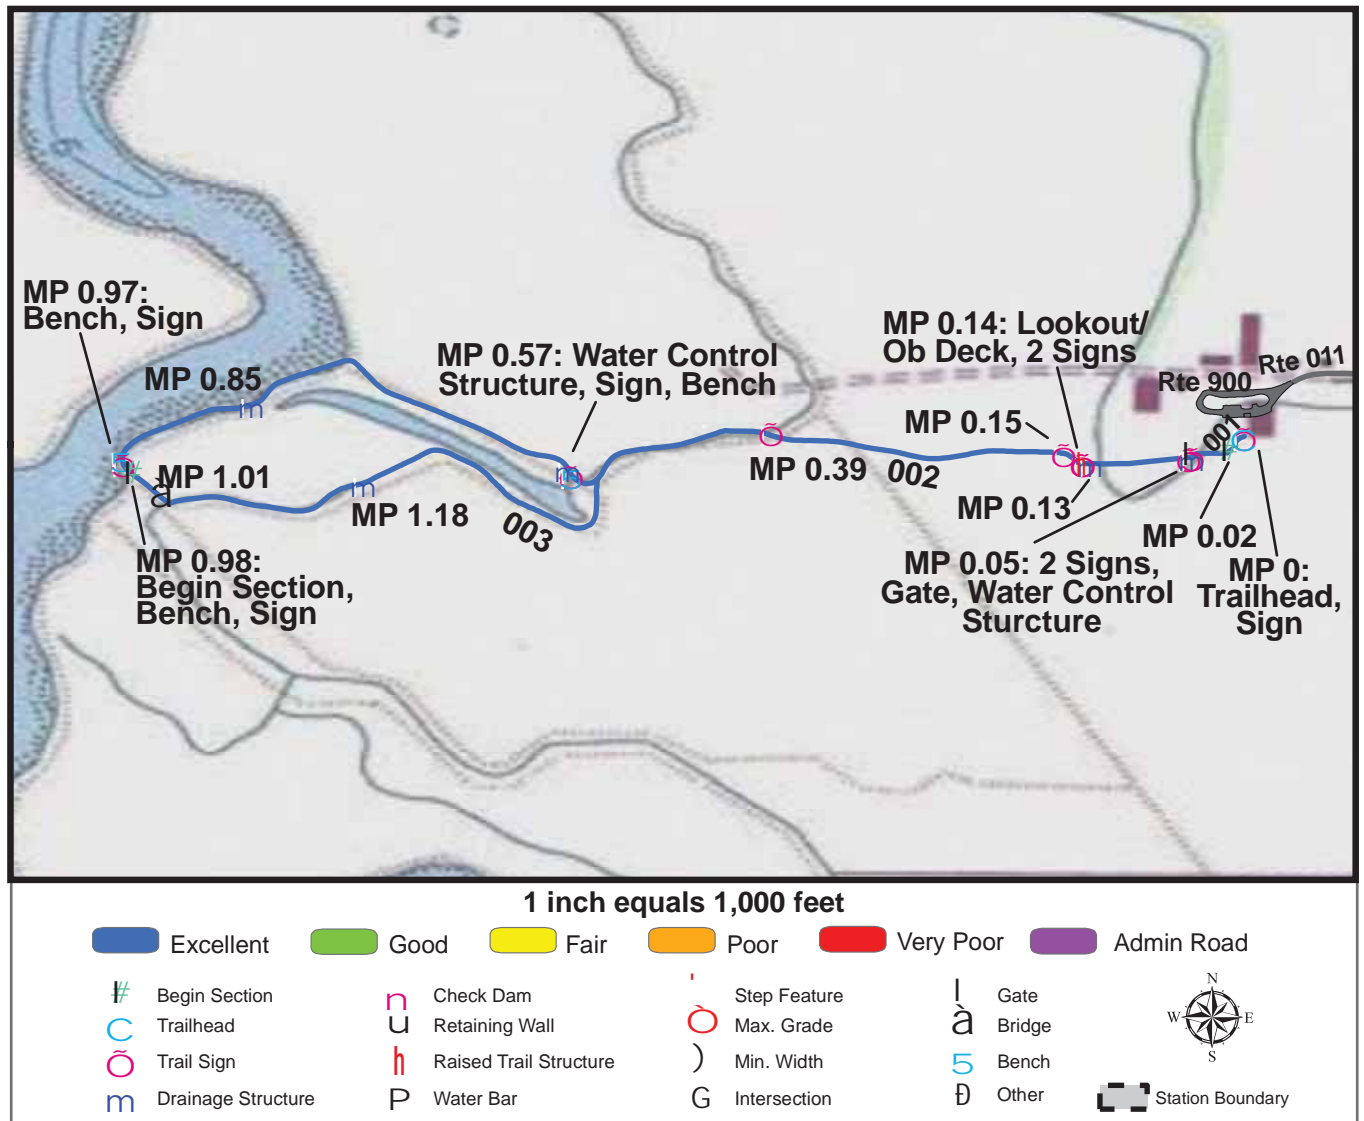 MP 0.97:
Bench, Sign
MP 0.85
MP 0.57: Water Control
Structure, Sign, Bench
MP 0.14: Lookout/
Ob Deck, 2 Signs
Rte 011
Rte 900
001
MP 0.15
MP 0.39
002
MP 0.13
MP 1.01
MP 1.18
003
MP 0.02
MP 0.98:
Begin Section,
Bench, Sign
MP 0.05: 2 Signs,
Gate, Water Control
Sturcture
MP 0:
Trailhead,
Sign
1 inch equals 1,000 feet
Excellent
Good
Fair
Poor
Very Poor
Admin Road
# Begin Section
C Trailhead
Õ Trail Sign
m Drainage Structure
n Check Dam
u Retaining Wall
h Raised Trail Structure
P Water Bar
' Step Feature
Ò Max. Grade
) Min. Width
G Intersection
l Gate
à Bridge
5 Bench
Đ Other
N
W E
S
Station Boundary